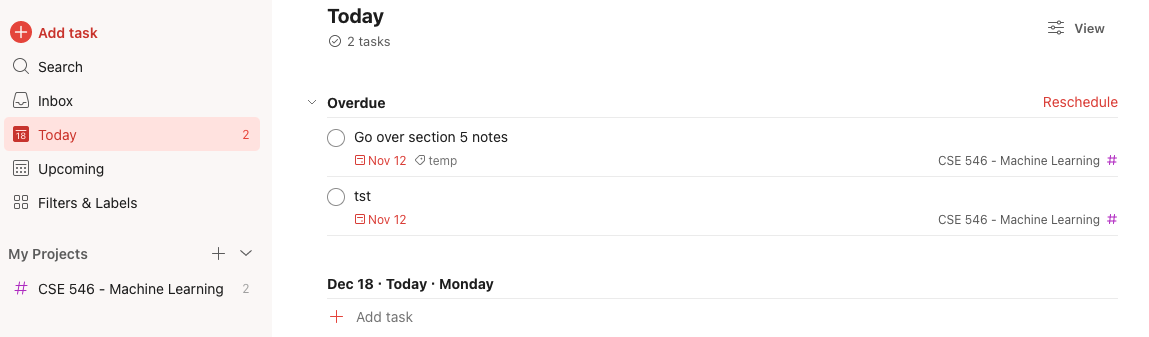 Add task
Search
Inbox
18 Today 2
Upcoming
Filters & Labels
My Projects
# CSE 546 - Machine Learning 2
Today
2 tasks
View
Overdue Reschedule
Go over section 5 notes
Nov 12 temp CSE 546 - Machine Learning #
tst
Nov 12 CSE 546 - Machine Learning #
Dec 18 · Today · Monday
+ Add task